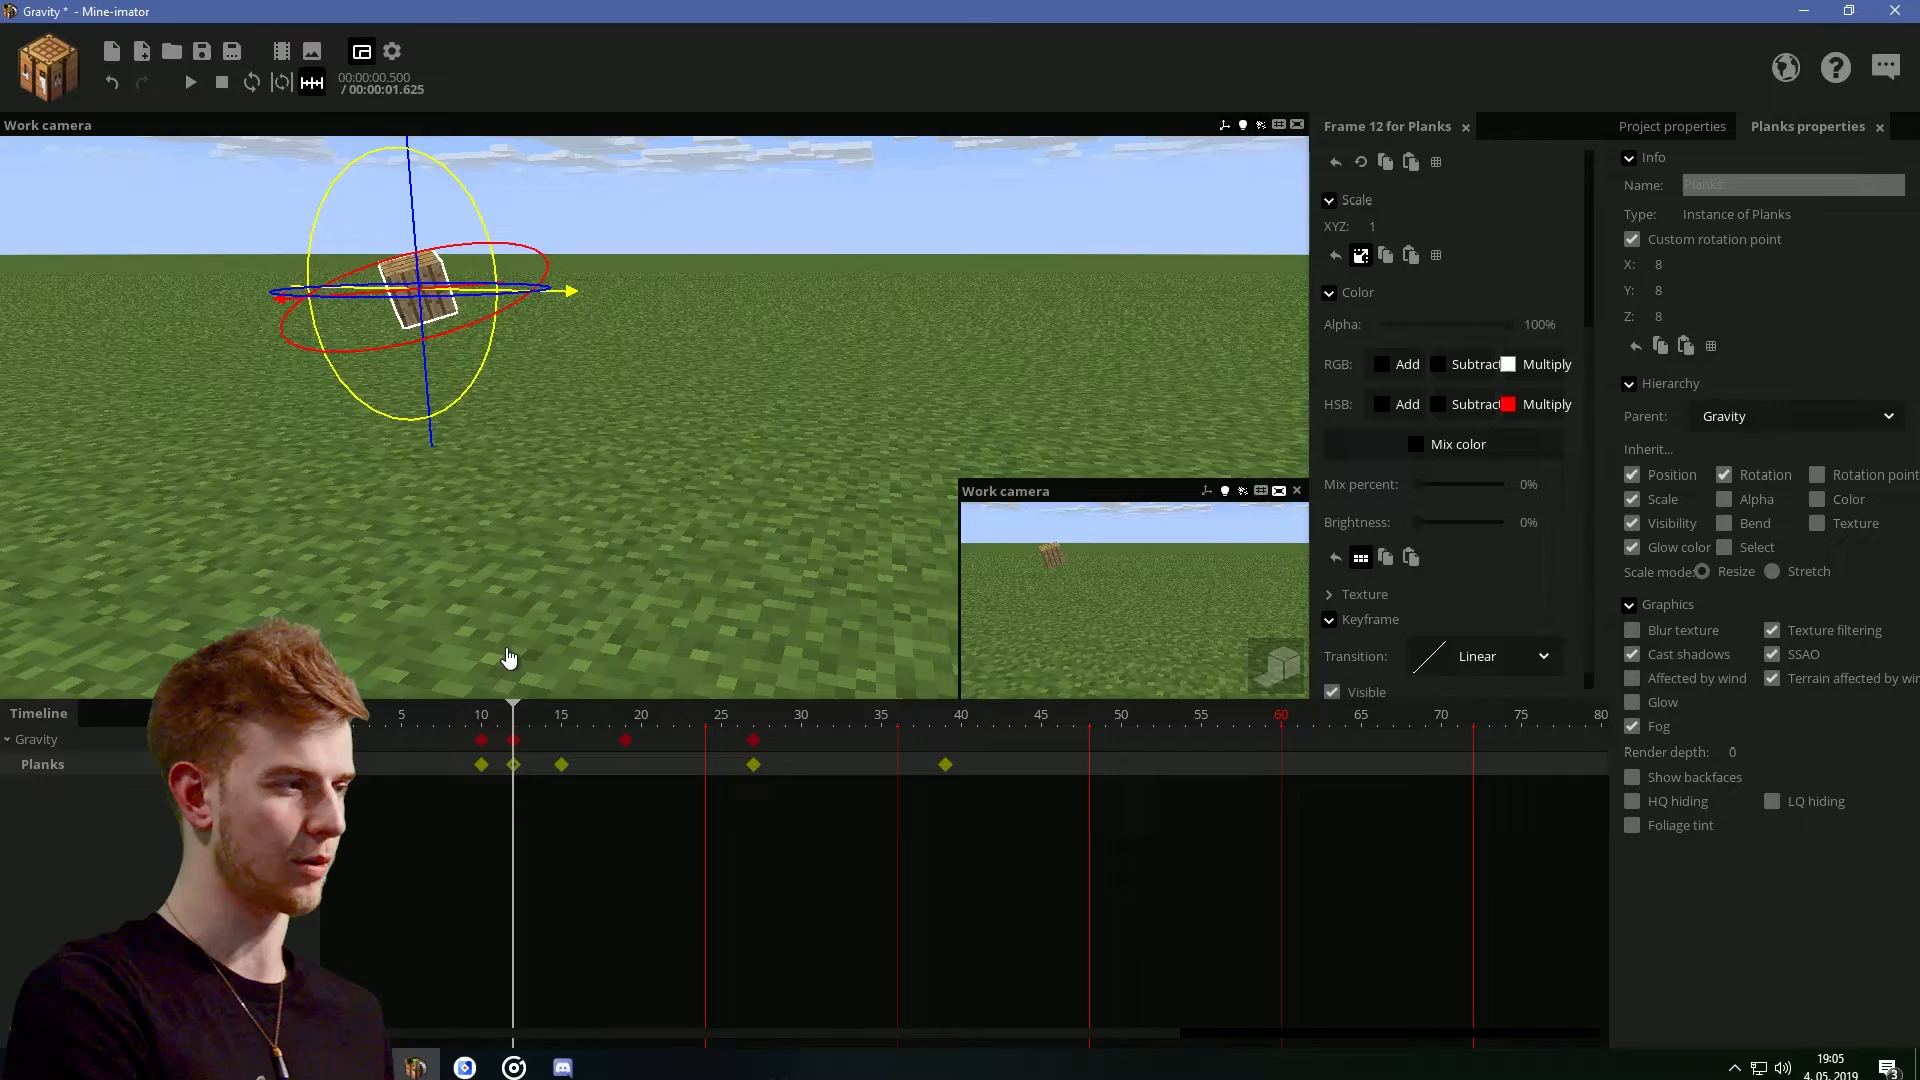 Gravity * - Mine-imator
00:00:00.500
/ 00:00:01.625
Work camera
Frame 12 for Planks
Scale
XYZ: 1
Color
Alpha: 100%
RGB: Add Subtract Multiply
HSB: Add Subtract Multiply
Mix color
Mix percent: 0%
Brightness: 0%
Texture
Keyframe
Transition: Linear
Visible
Project properties
Planks properties
Info
Name: Planks
Type: Instance of Planks
Custom rotation point
X: 8
Y: 8
Z: 8
Hierarchy
Parent: Gravity
Inherit...
Position Rotation Rotation point
Scale Alpha Color
Visibility Bend Texture
Glow color Select
Scale mode: Resize Stretch
Graphics
Blur texture Texture filtering
Cast shadows SSAO
Affected by wind Terrain affected by wir
Glow
Fog
Render depth: 0
Show backfaces
HQ hiding LQ hiding
Foliage tint
Work camera
Timeline
5 10 15 20 25 30 35 40 45 50 55 60 65 70 75 80
Gravity
Planks
19:05
4. 05. 2019
3